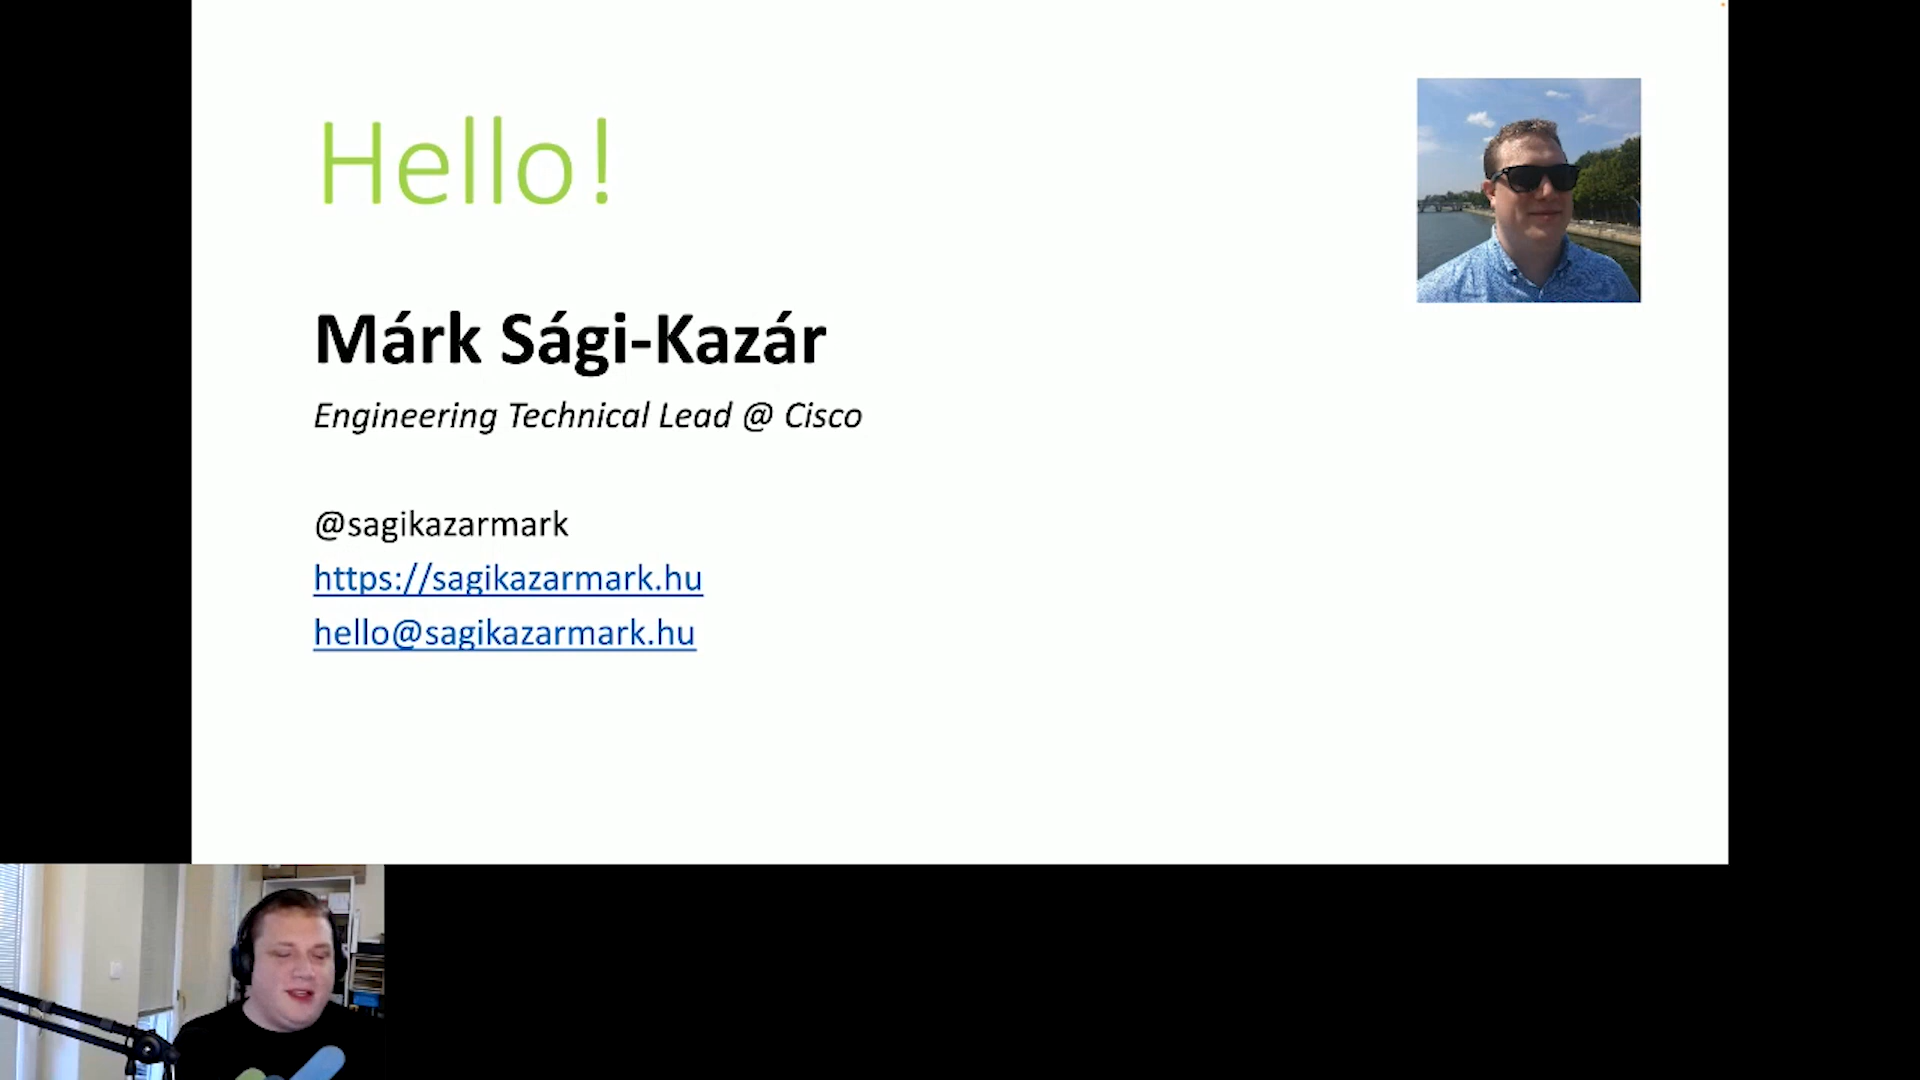 Hello!
Márk Sági-Kazár
Engineering Technical Lead @ Cisco
@sagikazarmark
https://sagikazarmark.hu
hello@sagikazarmark.hu